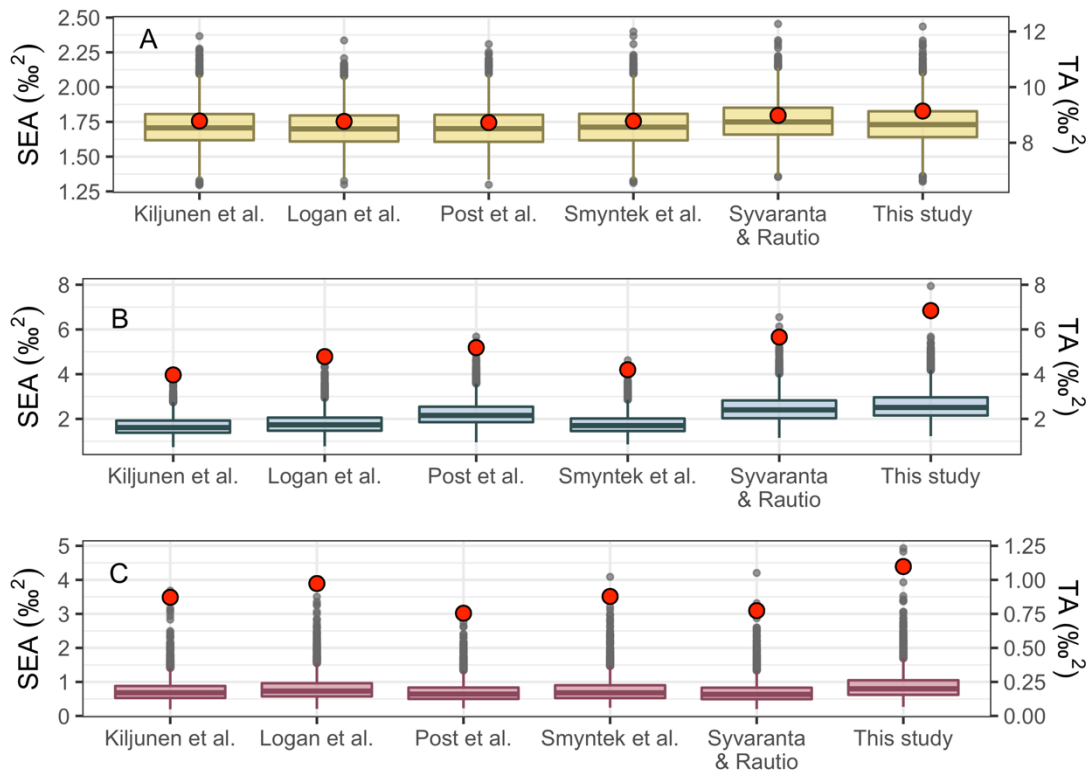 A
SEA (‰²)
2.50
2.25
2.00
1.75
1.50
1.25
12
10
8
TA (‰²)
Kiljunen et al. Logan et al. Post et al. Smyntek et al. Syvaranta This study
& Rautio
B
SEA (‰²)
8
6
4
2
8
6
4
2
TA (‰²)
Kiljunen et al. Logan et al. Post et al. Smyntek et al. Syvaranta This study
& Rautio
C
SEA (‰²)
5
4
3
2
1
0
1.25
1.00
0.75
0.50
0.25
0.00
TA (‰²)
Kiljunen et al. Logan et al. Post et al. Smyntek et al. Syvaranta This study
& Rautio